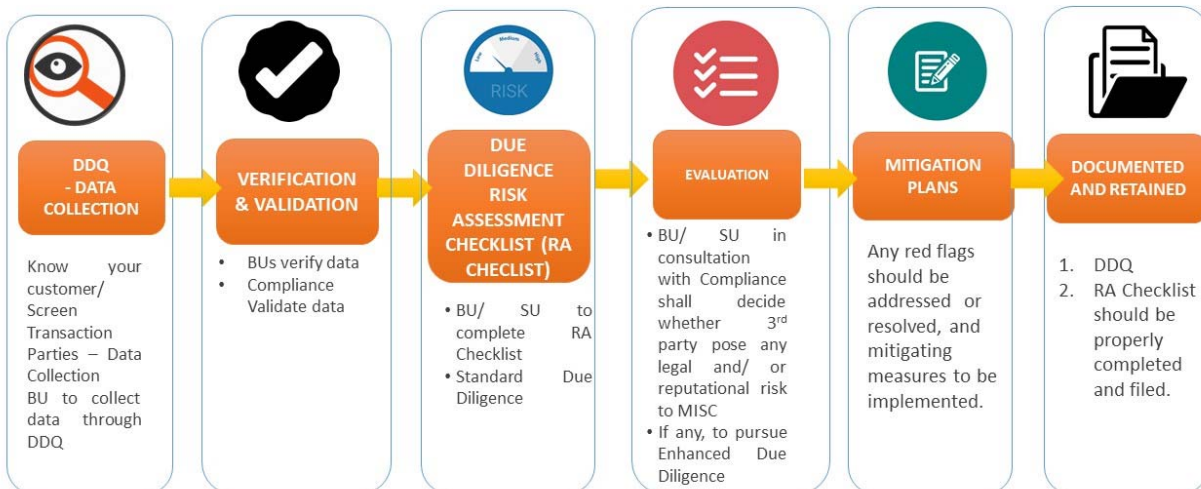 DDQ
- DATA
COLLECTION
Know your
customer/
Screen
Transaction
Parties – Data
Collection
BU to collect
data through
DDQ
VERIFICATION
& VALIDATION
• BUs verify data
• Compliance
Validate data
Low
Medium
High
RISK
DUE
DILIGENCE
RISK
ASSESSMENT
CHECKLIST (RA
CHECLIST)
• BU/ SU to
complete RA
Checklist
• Standard Due
Diligence
EVALUATION
• BU/ SU in
consultation
with Compliance
shall decide
whether 3rd
party pose any
legal and/ or
reputational risk
to MISC
• If any, to pursue
Enhanced Due
Diligence
MITIGATION
PLANS
Any red flags
should be
addressed or
resolved, and
mitigating
measures to be
implemented.
DOCUMENTED
AND RETAINED
1. DDQ
2. RA Checklist
should be
properly
completed
and filed.